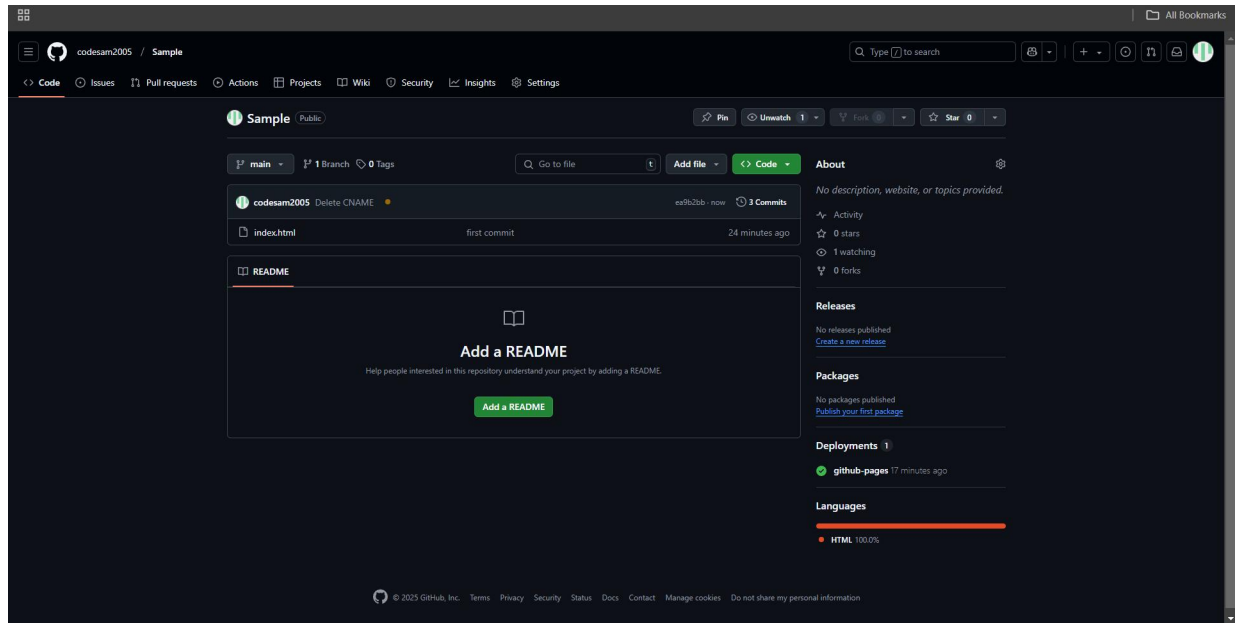 All Bookmarks
codesam2005 / Sample
Type / to search
Code Issues Pull requests Actions Projects Wiki Security Insights Settings
Sample Public
Pin Unwatch 1 Fork 0 Star 0
main 1 Branch 0 Tags Go to file t Add file Code
codesam2005 Delete CNAME ea9b2bb · now 3 Commits
index.html first commit 24 minutes ago
README
Add a README
Help people interested in this repository understand your project by adding a README.
Add a README
About
No description, website, or topics provided.
Activity
0 stars
1 watching
0 forks
Releases
No releases published
Create a new release
Packages
No packages published
Publish your first package
Deployments 1
github-pages 17 minutes ago
Languages
HTML 100.0%
© 2025 GitHub, Inc. Terms Privacy Security Status Docs Contact Manage cookies Do not share my personal information